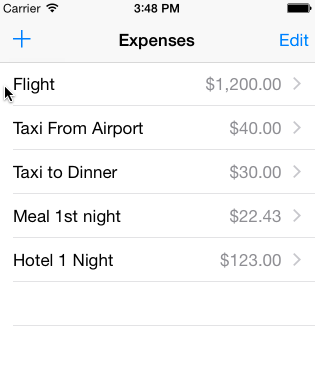 Carrier 3:48 PM
+ Expenses Edit
Flight $1,200.00
Taxi From Airport $40.00
Taxi to Dinner $30.00
Meal 1st night $22.43
Hotel 1 Night $123.00